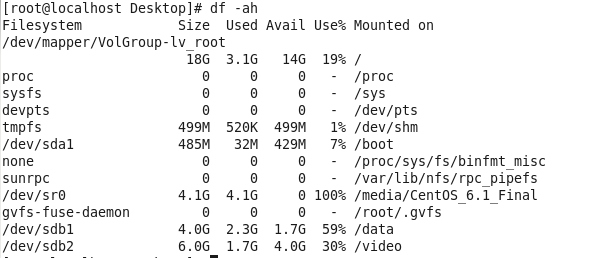 [root@localhost Desktop]# df -ah
Filesystem            Size  Used Avail Use% Mounted on
/dev/mapper/VolGroup-lv_root
                       18G  3.1G   14G  19% /
proc                     0     0     0   -  /proc
sysfs                    0     0     0   -  /sys
devpts                   0     0     0   -  /dev/pts
tmpfs                 499M  520K  499M   1% /dev/shm
/dev/sda1             485M   32M  429M   7% /boot
none                     0     0     0   -  /proc/sys/fs/binfmt_misc
sunrpc                   0     0     0   -  /var/lib/nfs/rpc_pipefs
/dev/sr0              4.1G  4.1G     0 100% /media/CentOS_6.1_Final
gvfs-fuse-daemon         0     0     0   -  /root/.gvfs
/dev/sdb1             4.0G  2.3G  1.7G  59% /data
/dev/sdb2             6.0G  1.7G  4.0G  30% /video